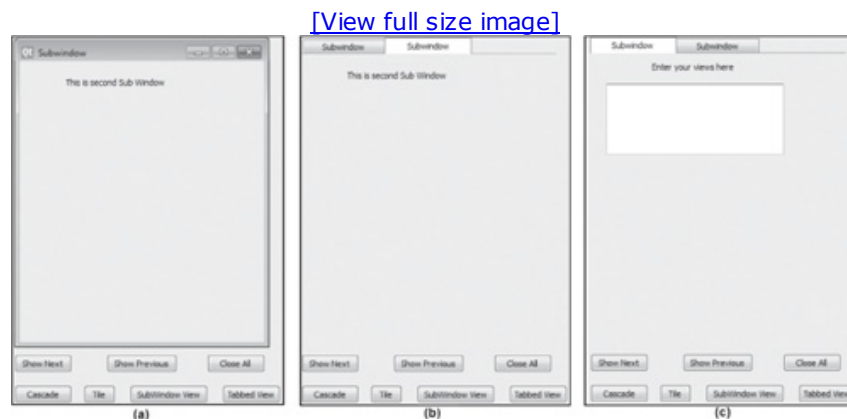 [View full size image]
Subwindow
This is second Sub Window
Show Next Show Previous Close All
Cascade Tile SubWindow View Tabbed View
(a)
Subwindow Subwindow
This is second Sub Window
Show Next Show Previous Close All
Cascade Tile SubWindow View Tabbed View
(b)
Subwindow Subwindow
Enter your views here
Show Next Show Previous Close All
Cascade Tile SubWindow View Tabbed View
(c)